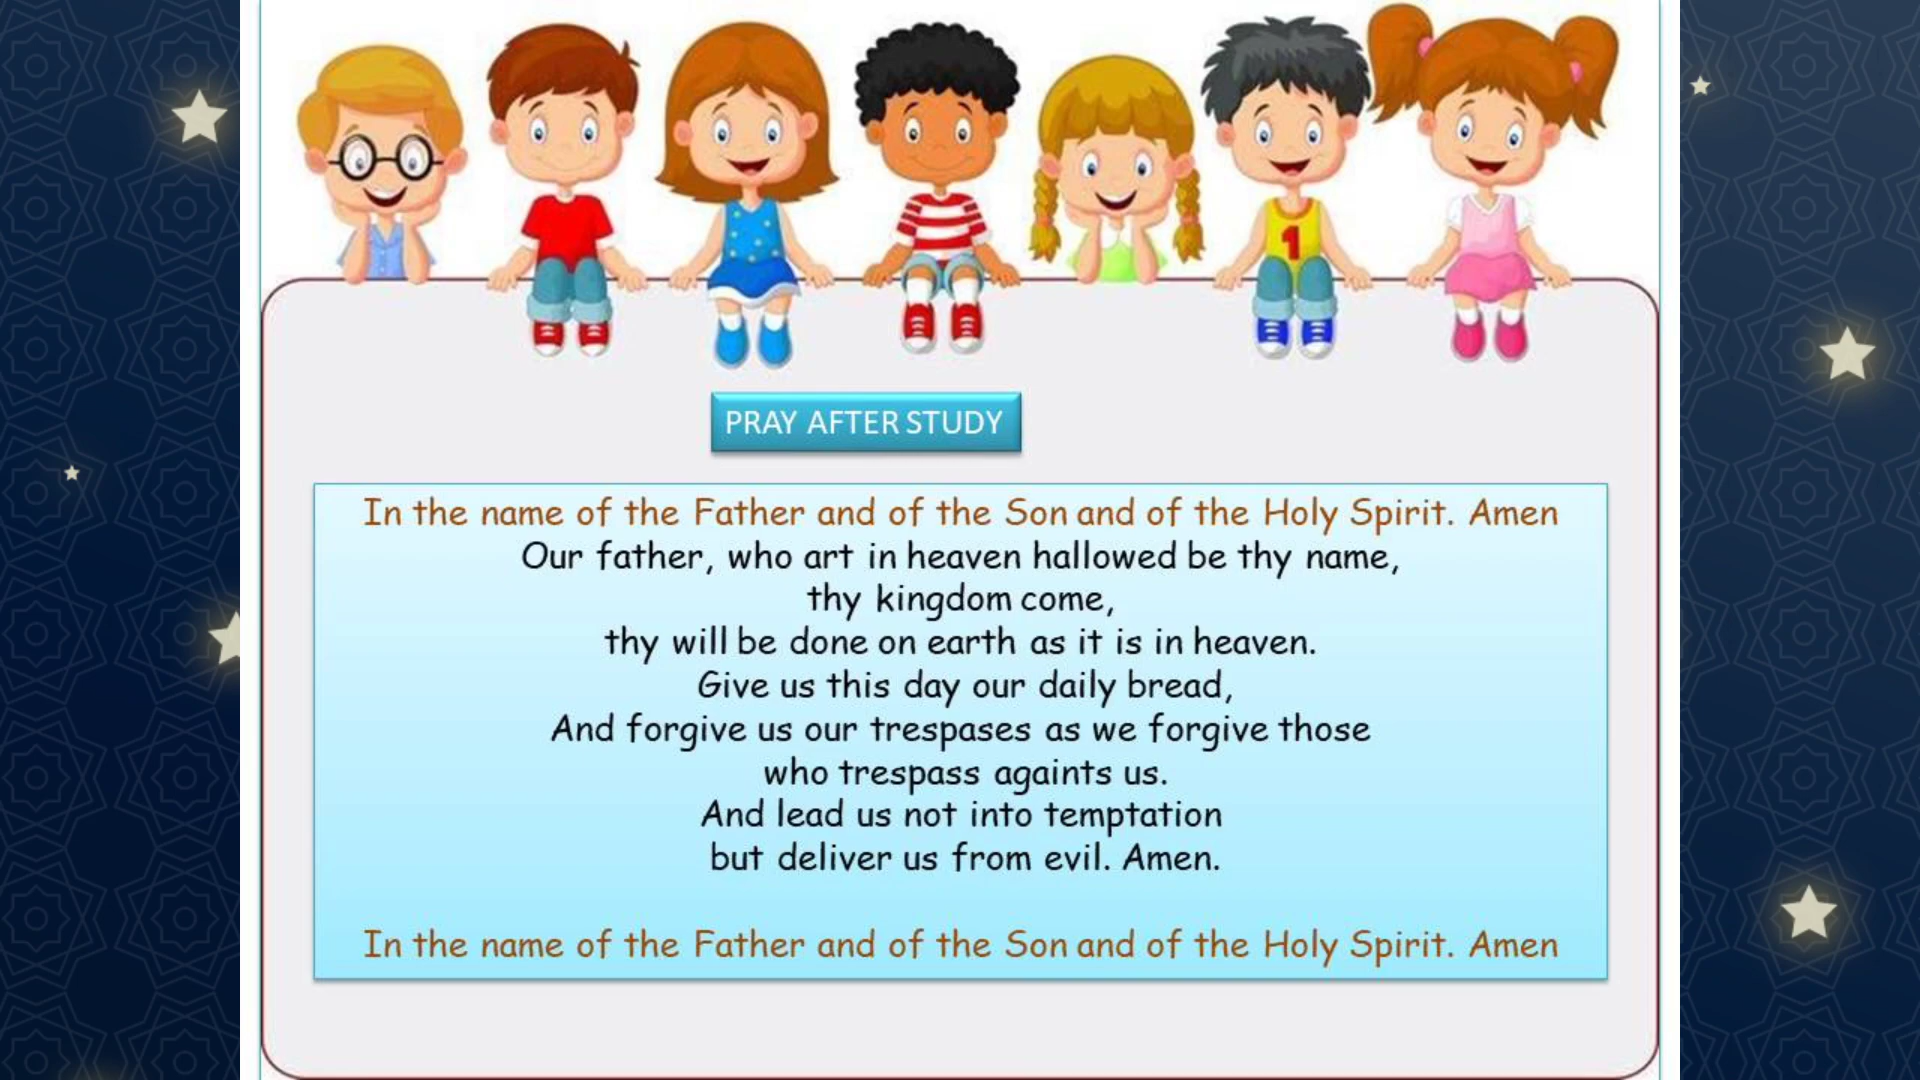 1
PRAY AFTER STUDY
In the name of the Father and of the Son and of the Holy Spirit. Amen
Our father, who art in heaven hallowed be thy name,
thy kingdom come,
thy will be done on earth as it is in heaven.
Give us this day our daily bread,
And forgive us our trespases as we forgive those
who trespass againts us.
And lead us not into temptation
but deliver us from evil. Amen.
In the name of the Father and of the Son and of the Holy Spirit. Amen